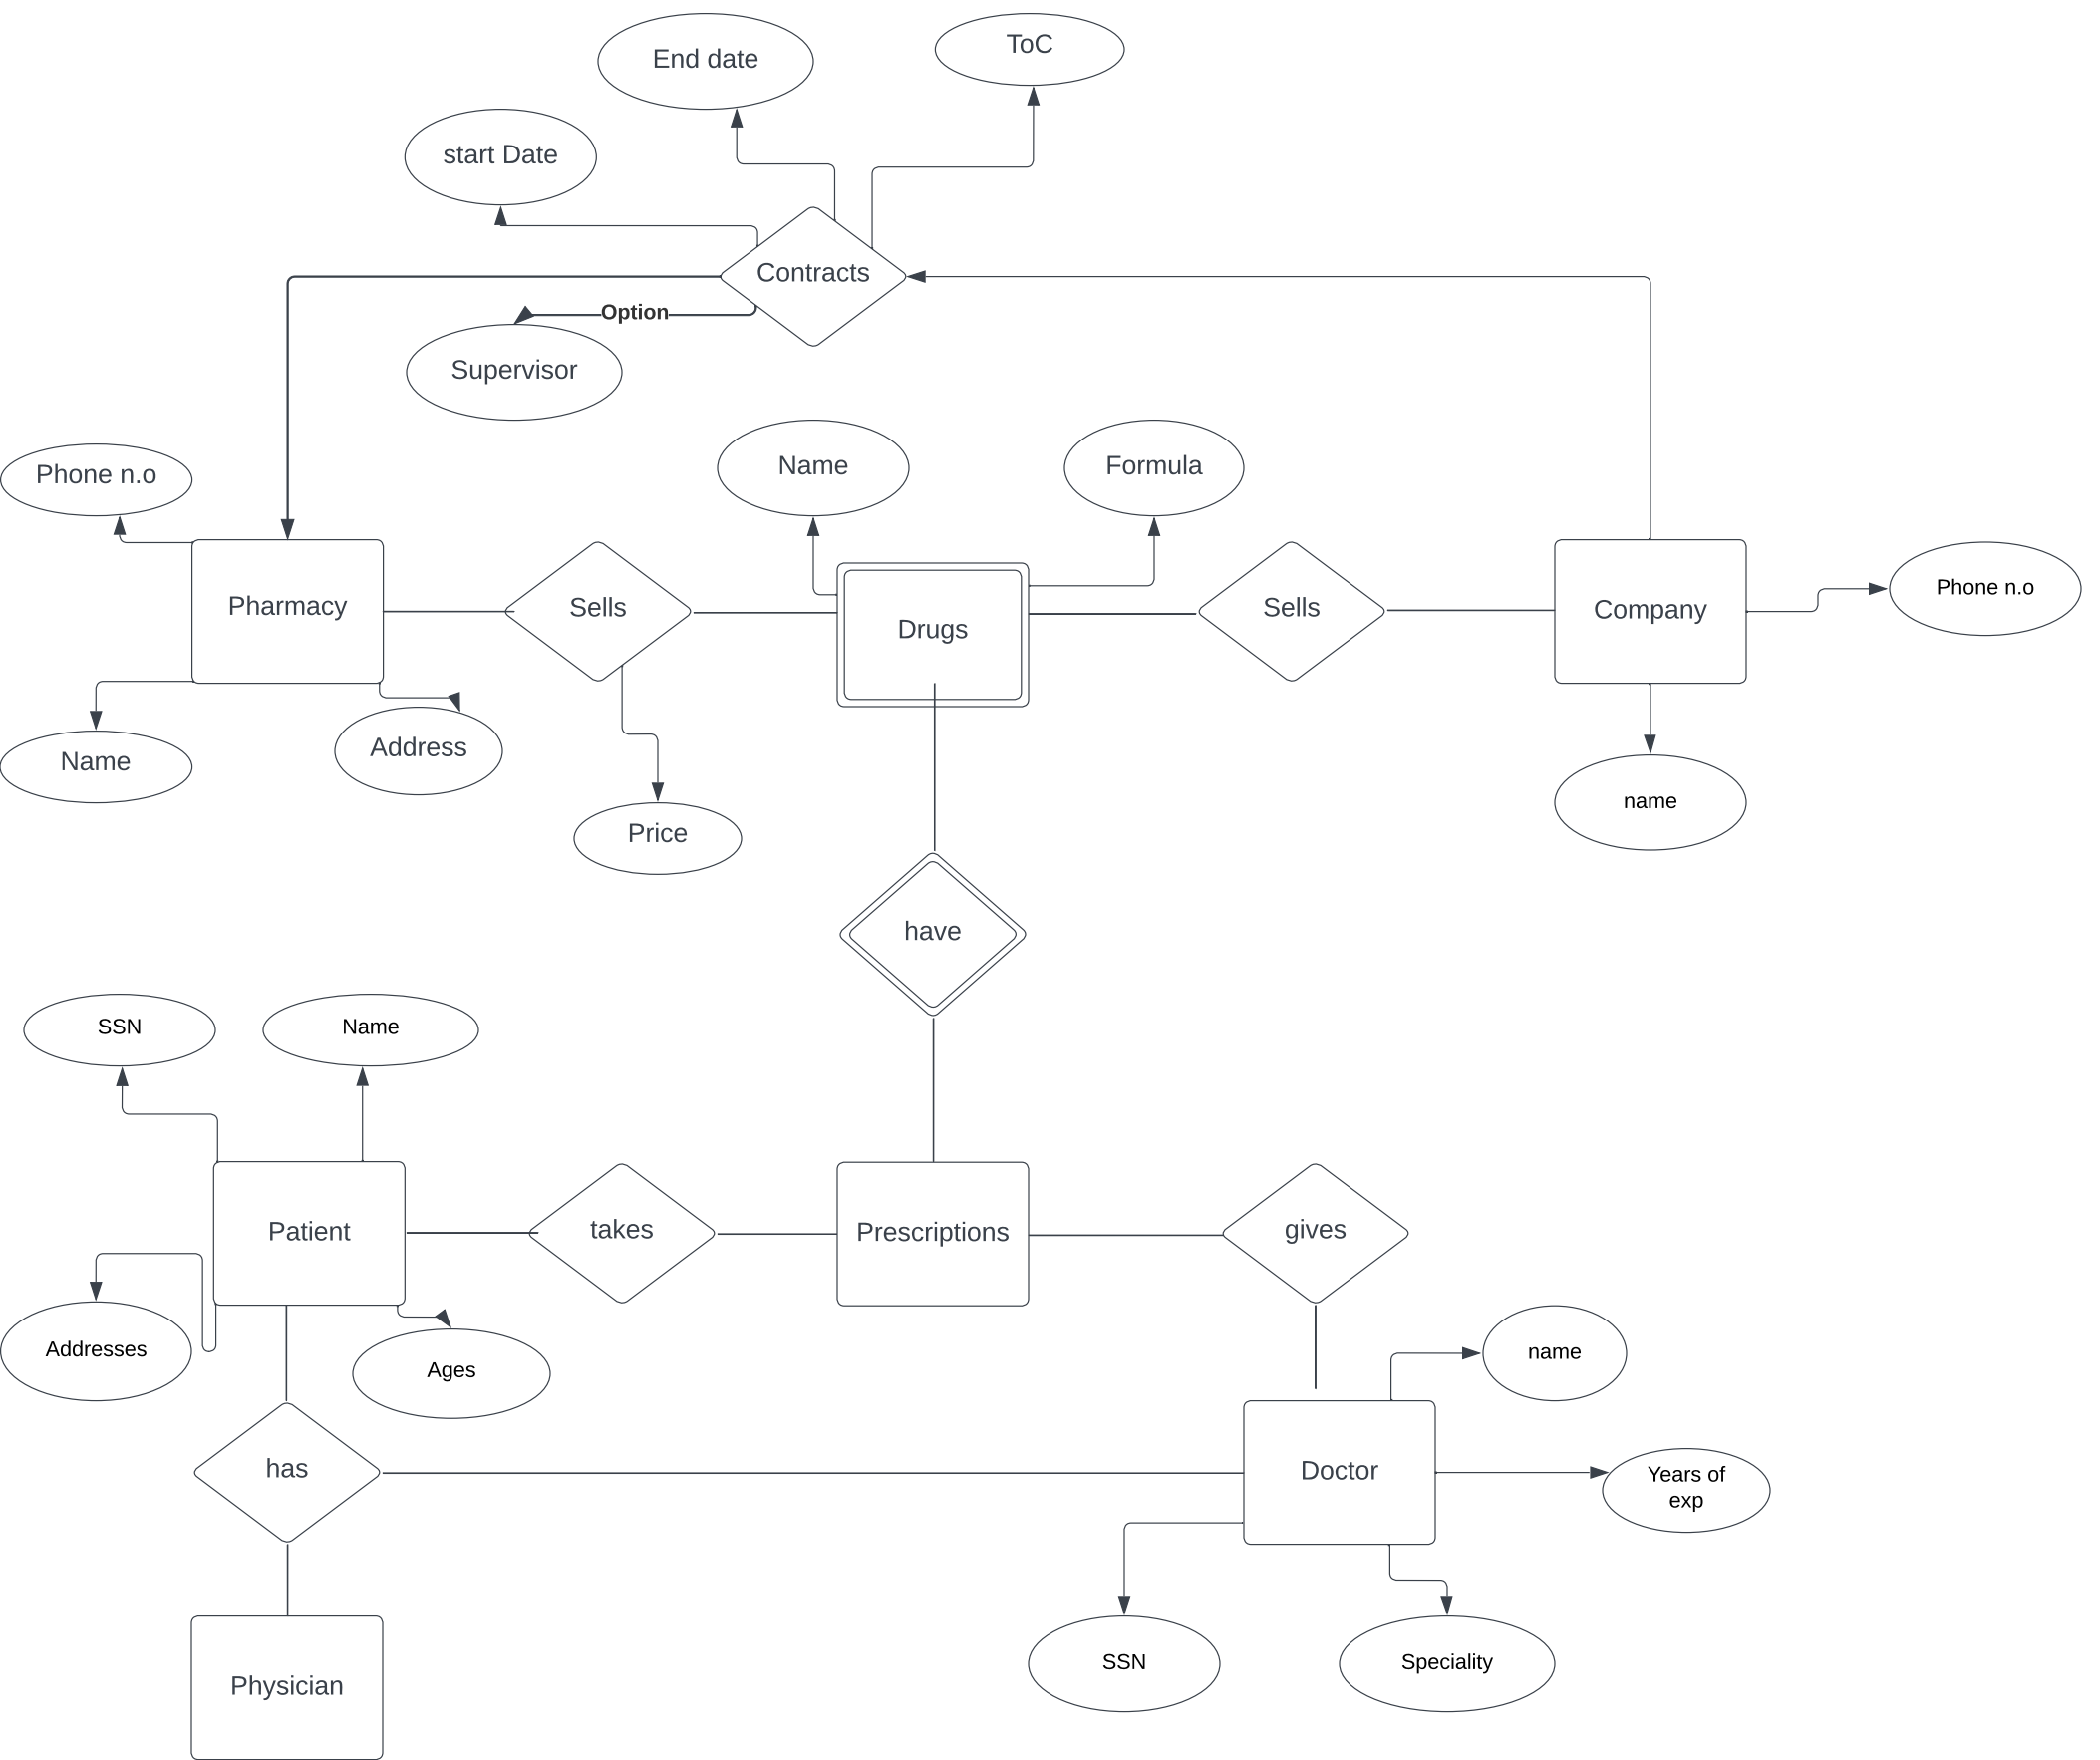 End date
ToC
start Date
Contracts
Option
Supervisor
Name
Formula
Phone n.o
Pharmacy
Sells
Drugs
Sells
Company
Phone n.o
Name
Address
Price
name
have
SSN
Name
Patient
takes
Prescriptions
gives
Addresses
Ages
name
has
Doctor
Years of
exp
SSN
Speciality
Physician